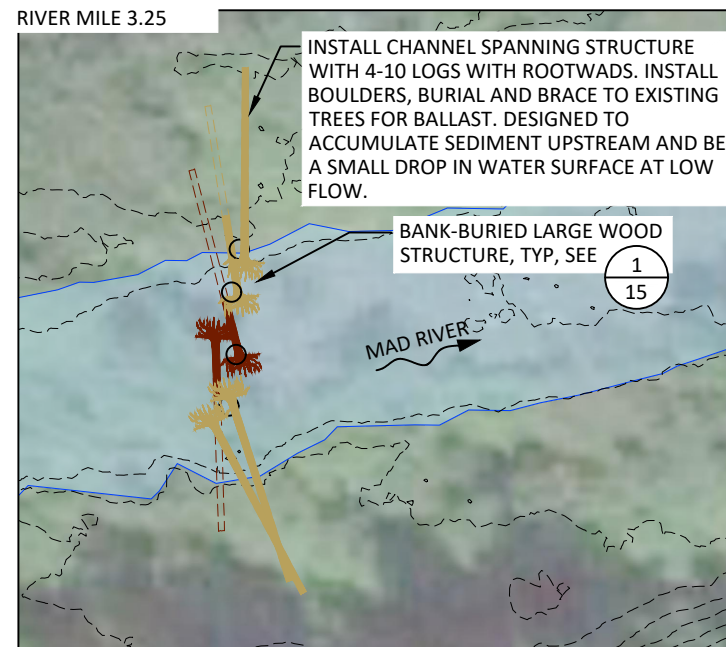 RIVER MILE 3.25
INSTALL CHANNEL SPANNING STRUCTURE
WITH 4-10 LOGS WITH ROOTWADS. INSTALL
BOULDERS, BURIAL AND BRACE TO EXISTING
TREES FOR BALLAST. DESIGNED TO
ACCUMULATE SEDIMENT UPSTREAM AND BE
A SMALL DROP IN WATER SURFACE AT LOW
FLOW.
BANK-BURIED LARGE WOOD
STRUCTURE, TYP, SEE
1
15
MAD RIVER